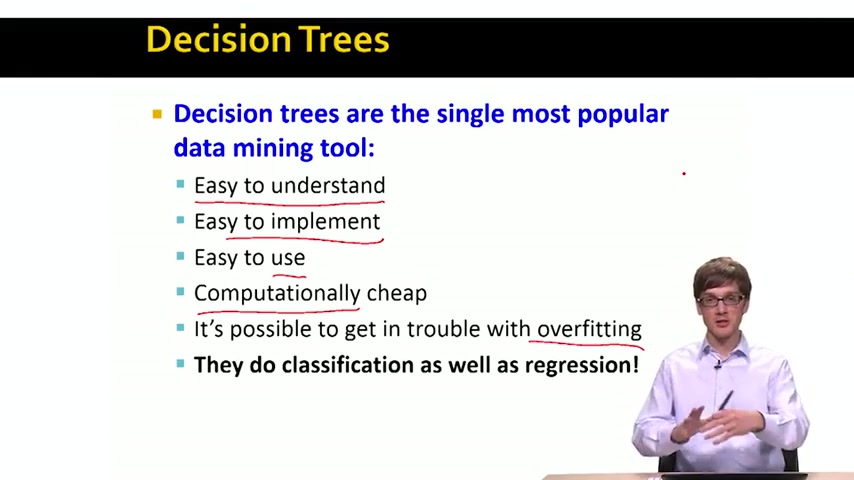 Decision Trees
Decision trees are the single most popular
data mining tool:
Easy to understand
Easy to implement
Easy to use
Computationally cheap
It's possible to get in trouble with overfitting
They do classification as well as regression!